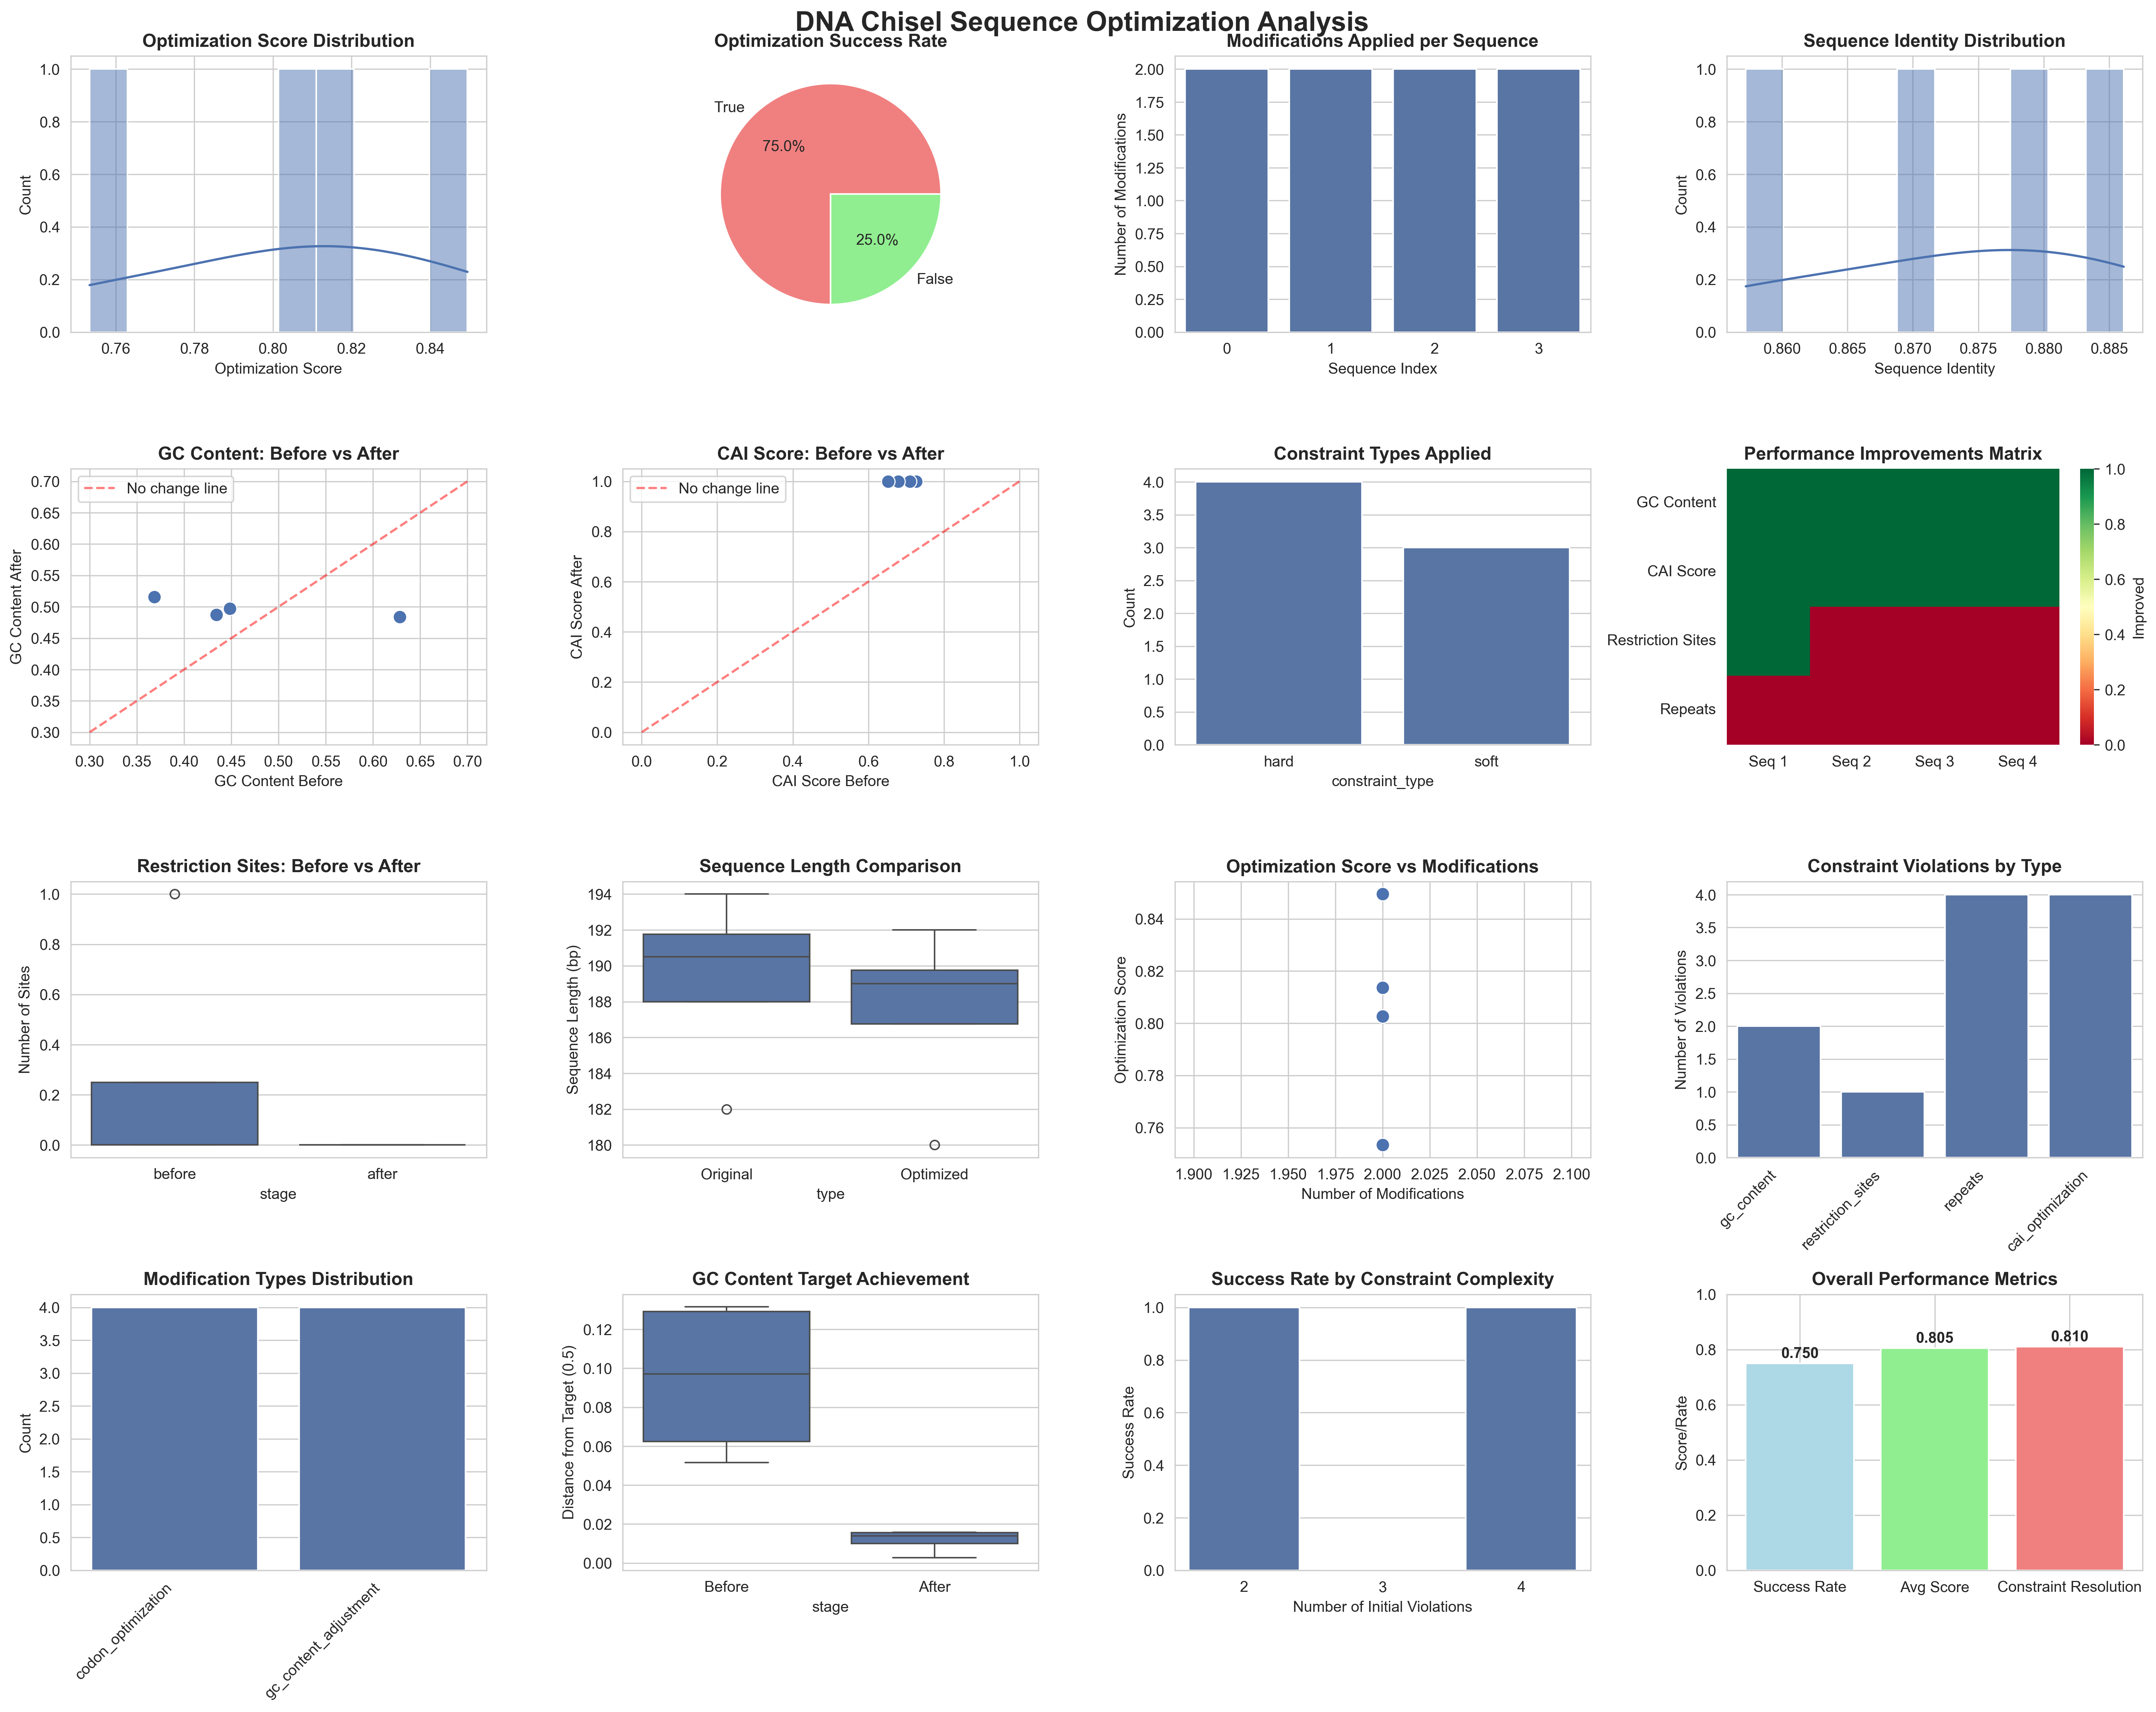 DNA Chisel Sequence Optimization Analysis
Optimization Score Distribution
1.0
0.8
0.6
0.4
0.2
0.0
Count
0.76 0.78 0.80 0.82 0.84
Optimization Score
Optimization Success Rate
True
75.0%
25.0%
False
Modifications Applied per Sequence
2.00
1.75
1.50
1.25
1.00
0.75
0.50
0.25
0.00
Number of Modifications
0 1 2 3
Sequence Index
Sequence Identity Distribution
1.0
0.8
0.6
0.4
0.2
0.0
Count
0.860 0.865 0.870 0.875 0.880 0.885
Sequence Identity
GC Content: Before vs After
No change line
0.70
0.65
0.60
0.55
0.50
0.45
0.40
0.35
0.30
GC Content After
0.30 0.35 0.40 0.45 0.50 0.55 0.60 0.65 0.70
GC Content Before
CAI Score: Before vs After
No change line
1.0
0.8
0.6
0.4
0.2
0.0
CAI Score After
0.0 0.2 0.4 0.6 0.8 1.0
CAI Score Before
Constraint Types Applied
4.0
3.5
3.0
2.5
2.0
1.5
1.0
0.5
0.0
Count
hard soft
constraint_type
Performance Improvements Matrix
GC Content
CAI Score
Restriction Sites
Repeats
Seq 1 Seq 2 Seq 3 Seq 4
1.0
0.8
0.6
0.4
0.2
0.0
Improved
Restriction Sites: Before vs After
1.0
0.8
0.6
0.4
0.2
0.0
Number of Sites
before after
stage
Sequence Length Comparison
194
192
190
188
186
184
182
180
Sequence Length (bp)
Original Optimized
type
Optimization Score vs Modifications
0.84
0.82
0.80
0.78
0.76
Optimization Score
1.900 1.925 1.950 1.975 2.000 2.025 2.050 2.075 2.100
Number of Modifications
Constraint Violations by Type
4.0
3.5
3.0
2.5
2.0
1.5
1.0
0.5
0.0
Number of Violations
gc_content
restriction_sites
repeats
cai_optimization
Modification Types Distribution
4.0
3.5
3.0
2.5
2.0
1.5
1.0
0.5
0.0
Count
codon_optimization
gc_content_adjustment
GC Content Target Achievement
0.12
0.10
0.08
0.06
0.04
0.02
0.00
Distance from Target (0.5)
Before After
stage
Success Rate by Constraint Complexity
1.0
0.8
0.6
0.4
0.2
0.0
Success Rate
2 3 4
Number of Initial Violations
Overall Performance Metrics
1.0
0.8
0.6
0.4
0.2
0.0
Score/Rate
0.750 0.805 0.810
Success Rate Avg Score Constraint Resolution